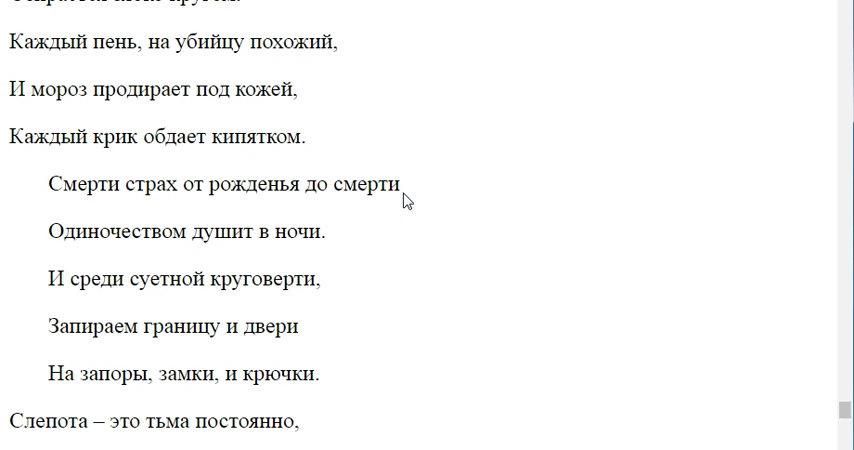 Каждый пень, на убийцу похожий,
И мороз продирает под кожей,
Каждый крик обдает кипятком.
Смерти страх от рожденья до смерти
Одиночеством душит в ночи.
И среди суетной круговерти,
Запираем границу и двери
На запоры, замки, и крючки.
Слепота – это тьма постоянно,